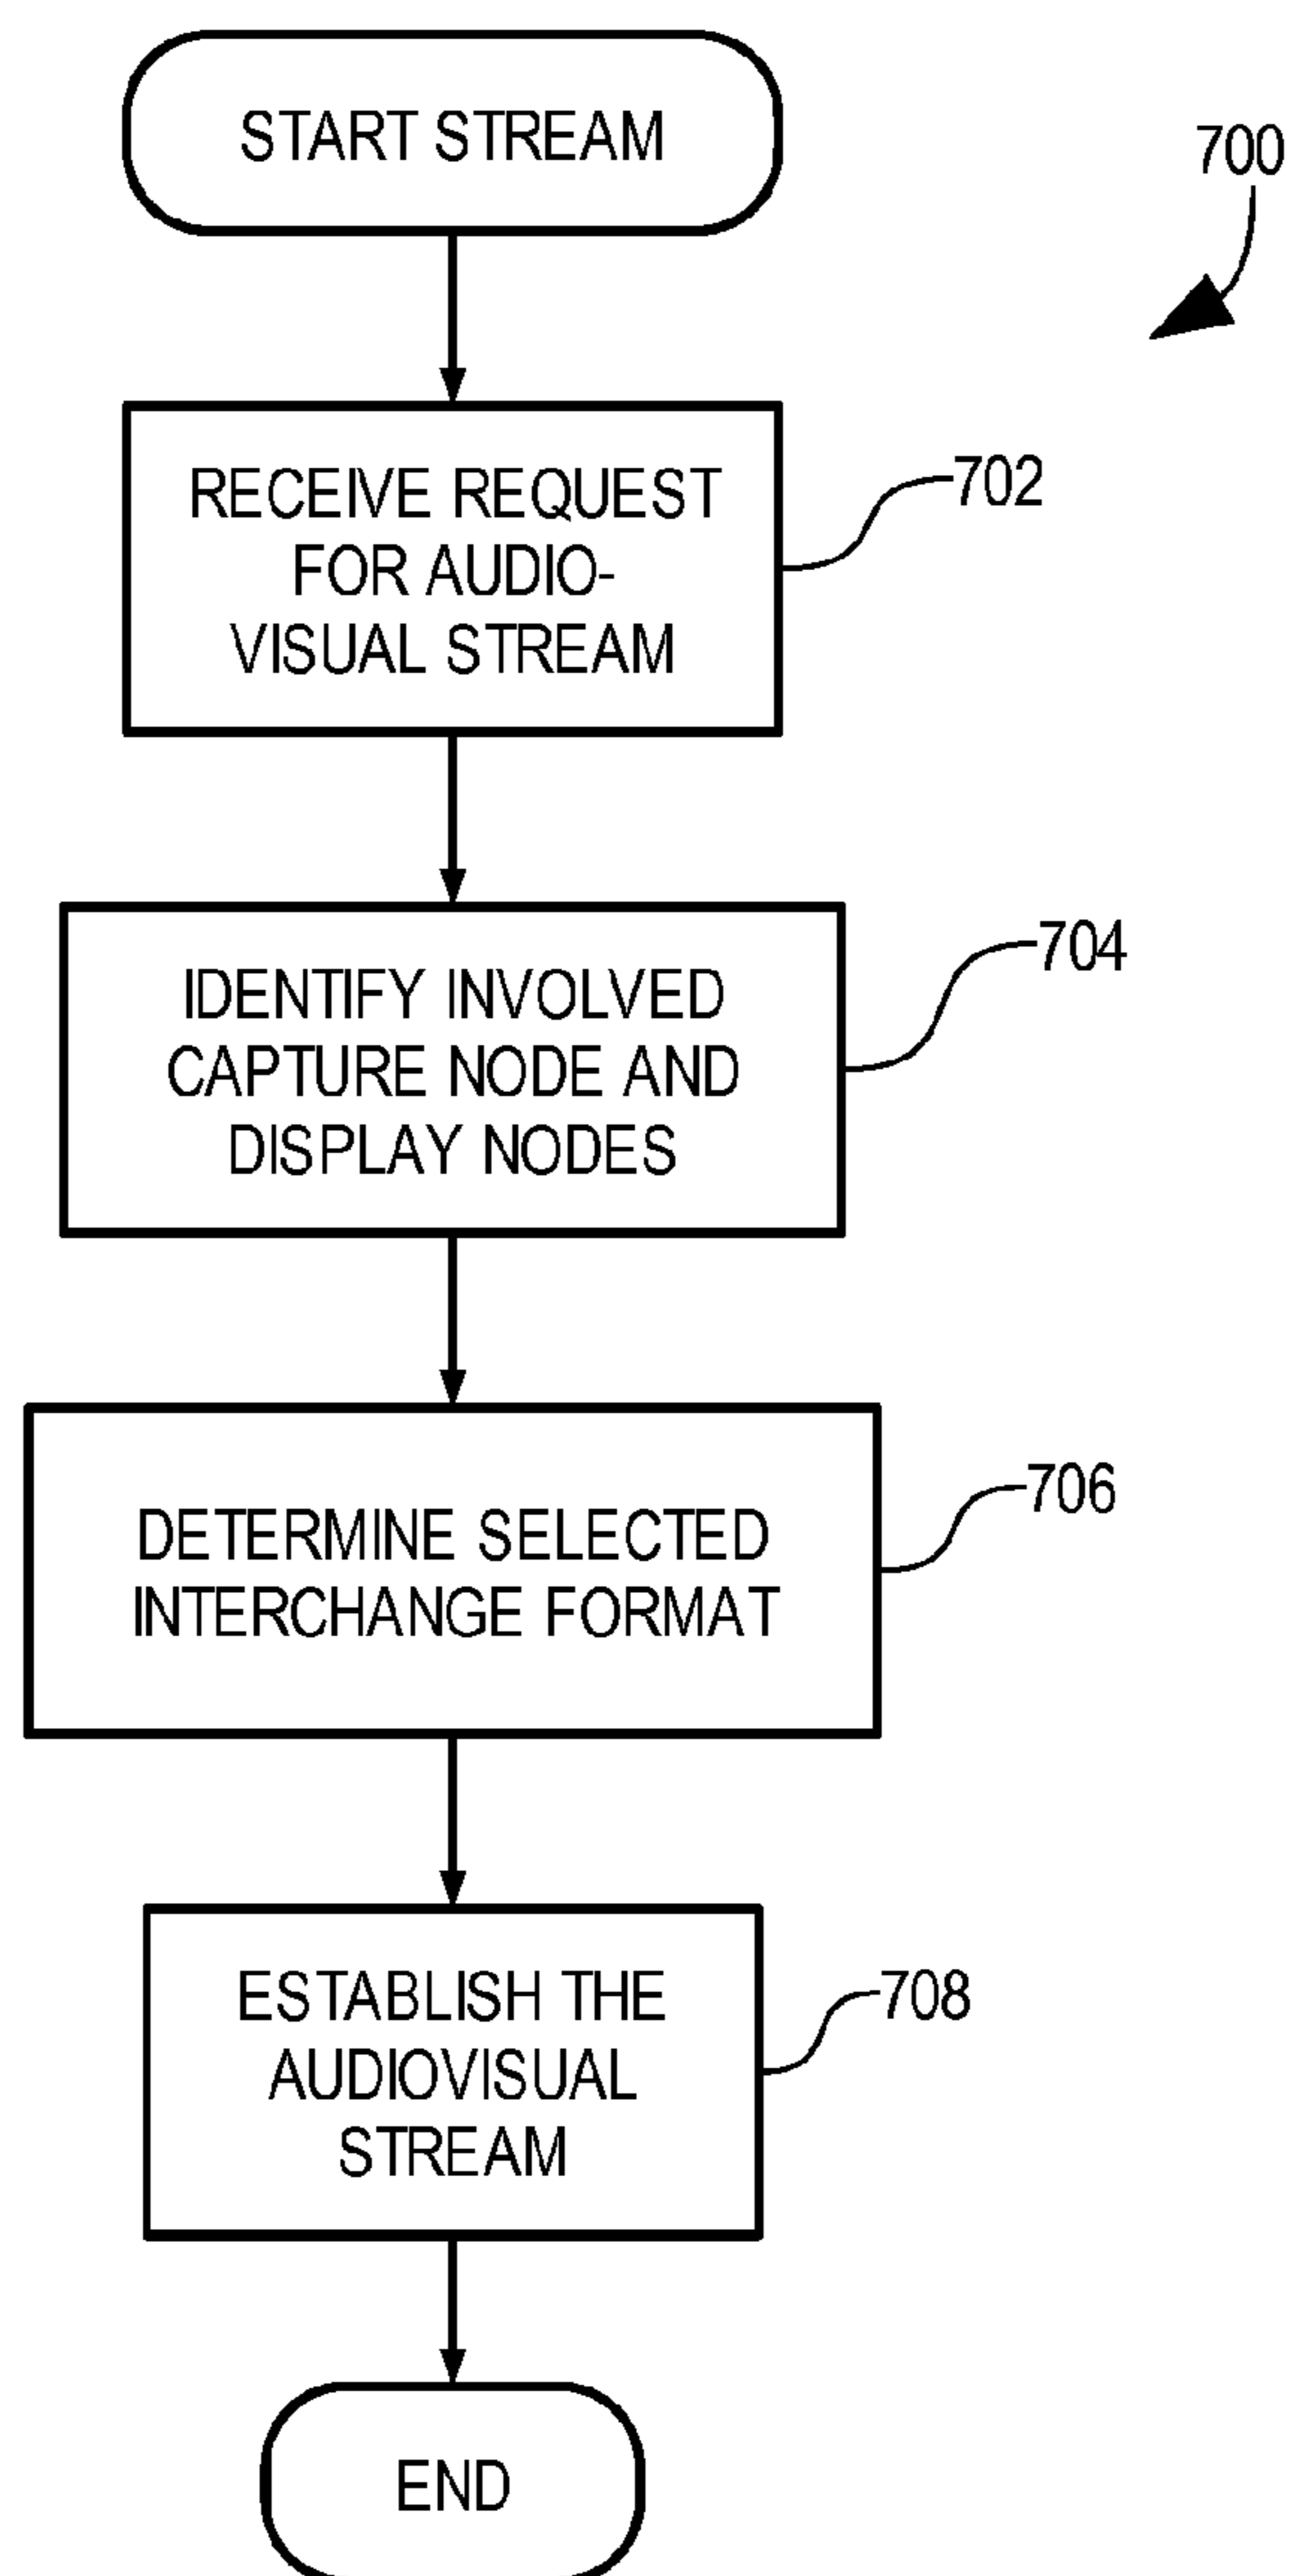 START STREAM
700
RECEIVE REQUEST
FOR AUDIO-
VISUAL STREAM
702
IDENTIFY INVOLVED
CAPTURE NODE AND
DISPLAY NODES
704
DETERMINE SELECTED
INTERCHANGE FORMAT
706
ESTABLISH THE
AUDIOVISUAL
STREAM
708
END